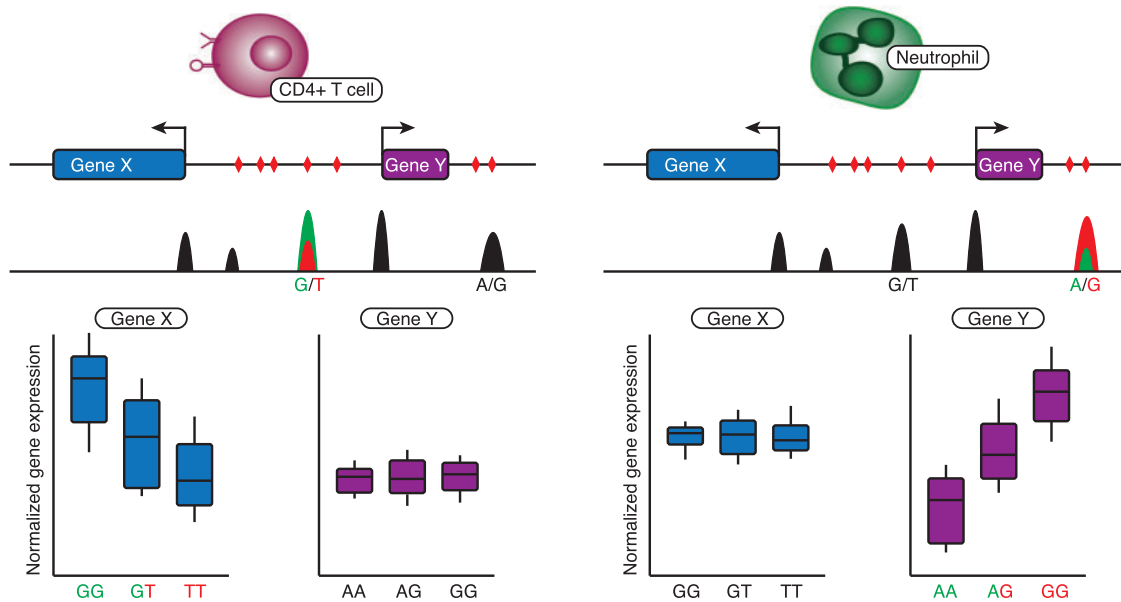 CD4+ T cell
Neutrophil
Gene X
Gene Y
Gene X
Gene Y
G/T
A/G
G/T
A/G
Gene X
Gene Y
Gene X
Gene Y
Normalized gene expression
Normalized gene expression
GG GT TT
AA AG GG
GG GT TT
AA AG GG